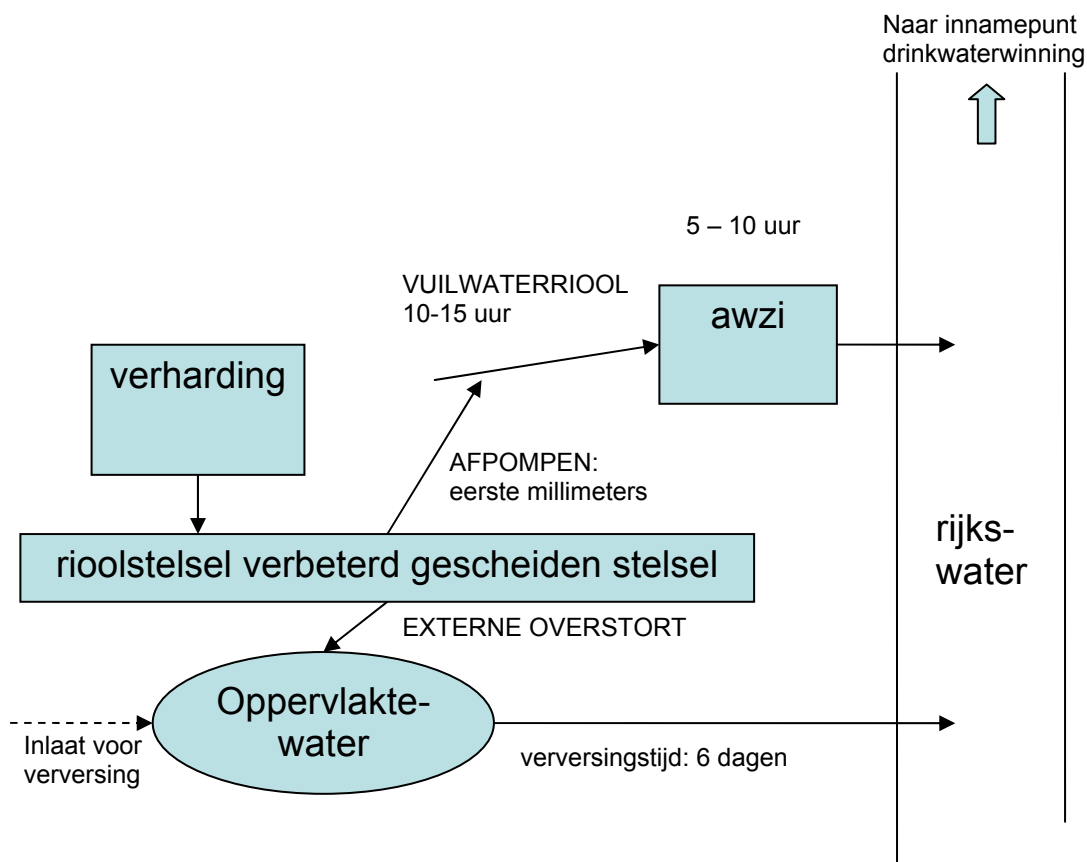 Naar innamepunt
drinkwaterwinning
5 – 10 uur
VUILWATERRIOOL
10-15 uur
awzi
verharding
AFPOMPEN:
eerste millimeters
rijks-
water
rioolstelsel verbeterd gescheiden stelsel
EXTERNE OVERSTORT
Oppervlakte-
water
Inlaat voor
verversing
verversingstijd: 6 dagen